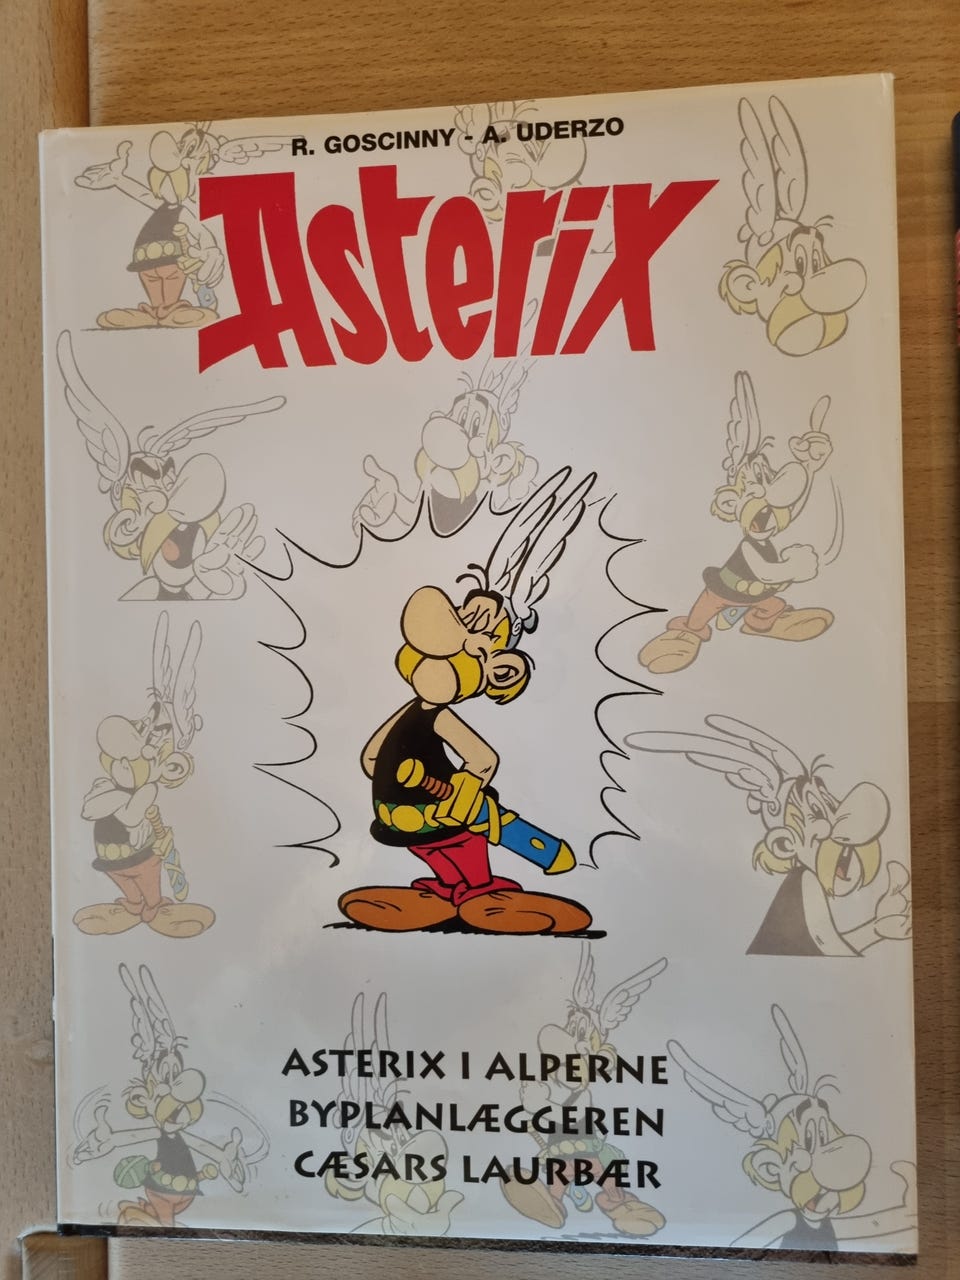 R. GOSCINNY - A. UDERZO
Asterix
ASTERIX I ALPERNE
BYPLANLÆGGEREN
CÆSARS LAURBÆR